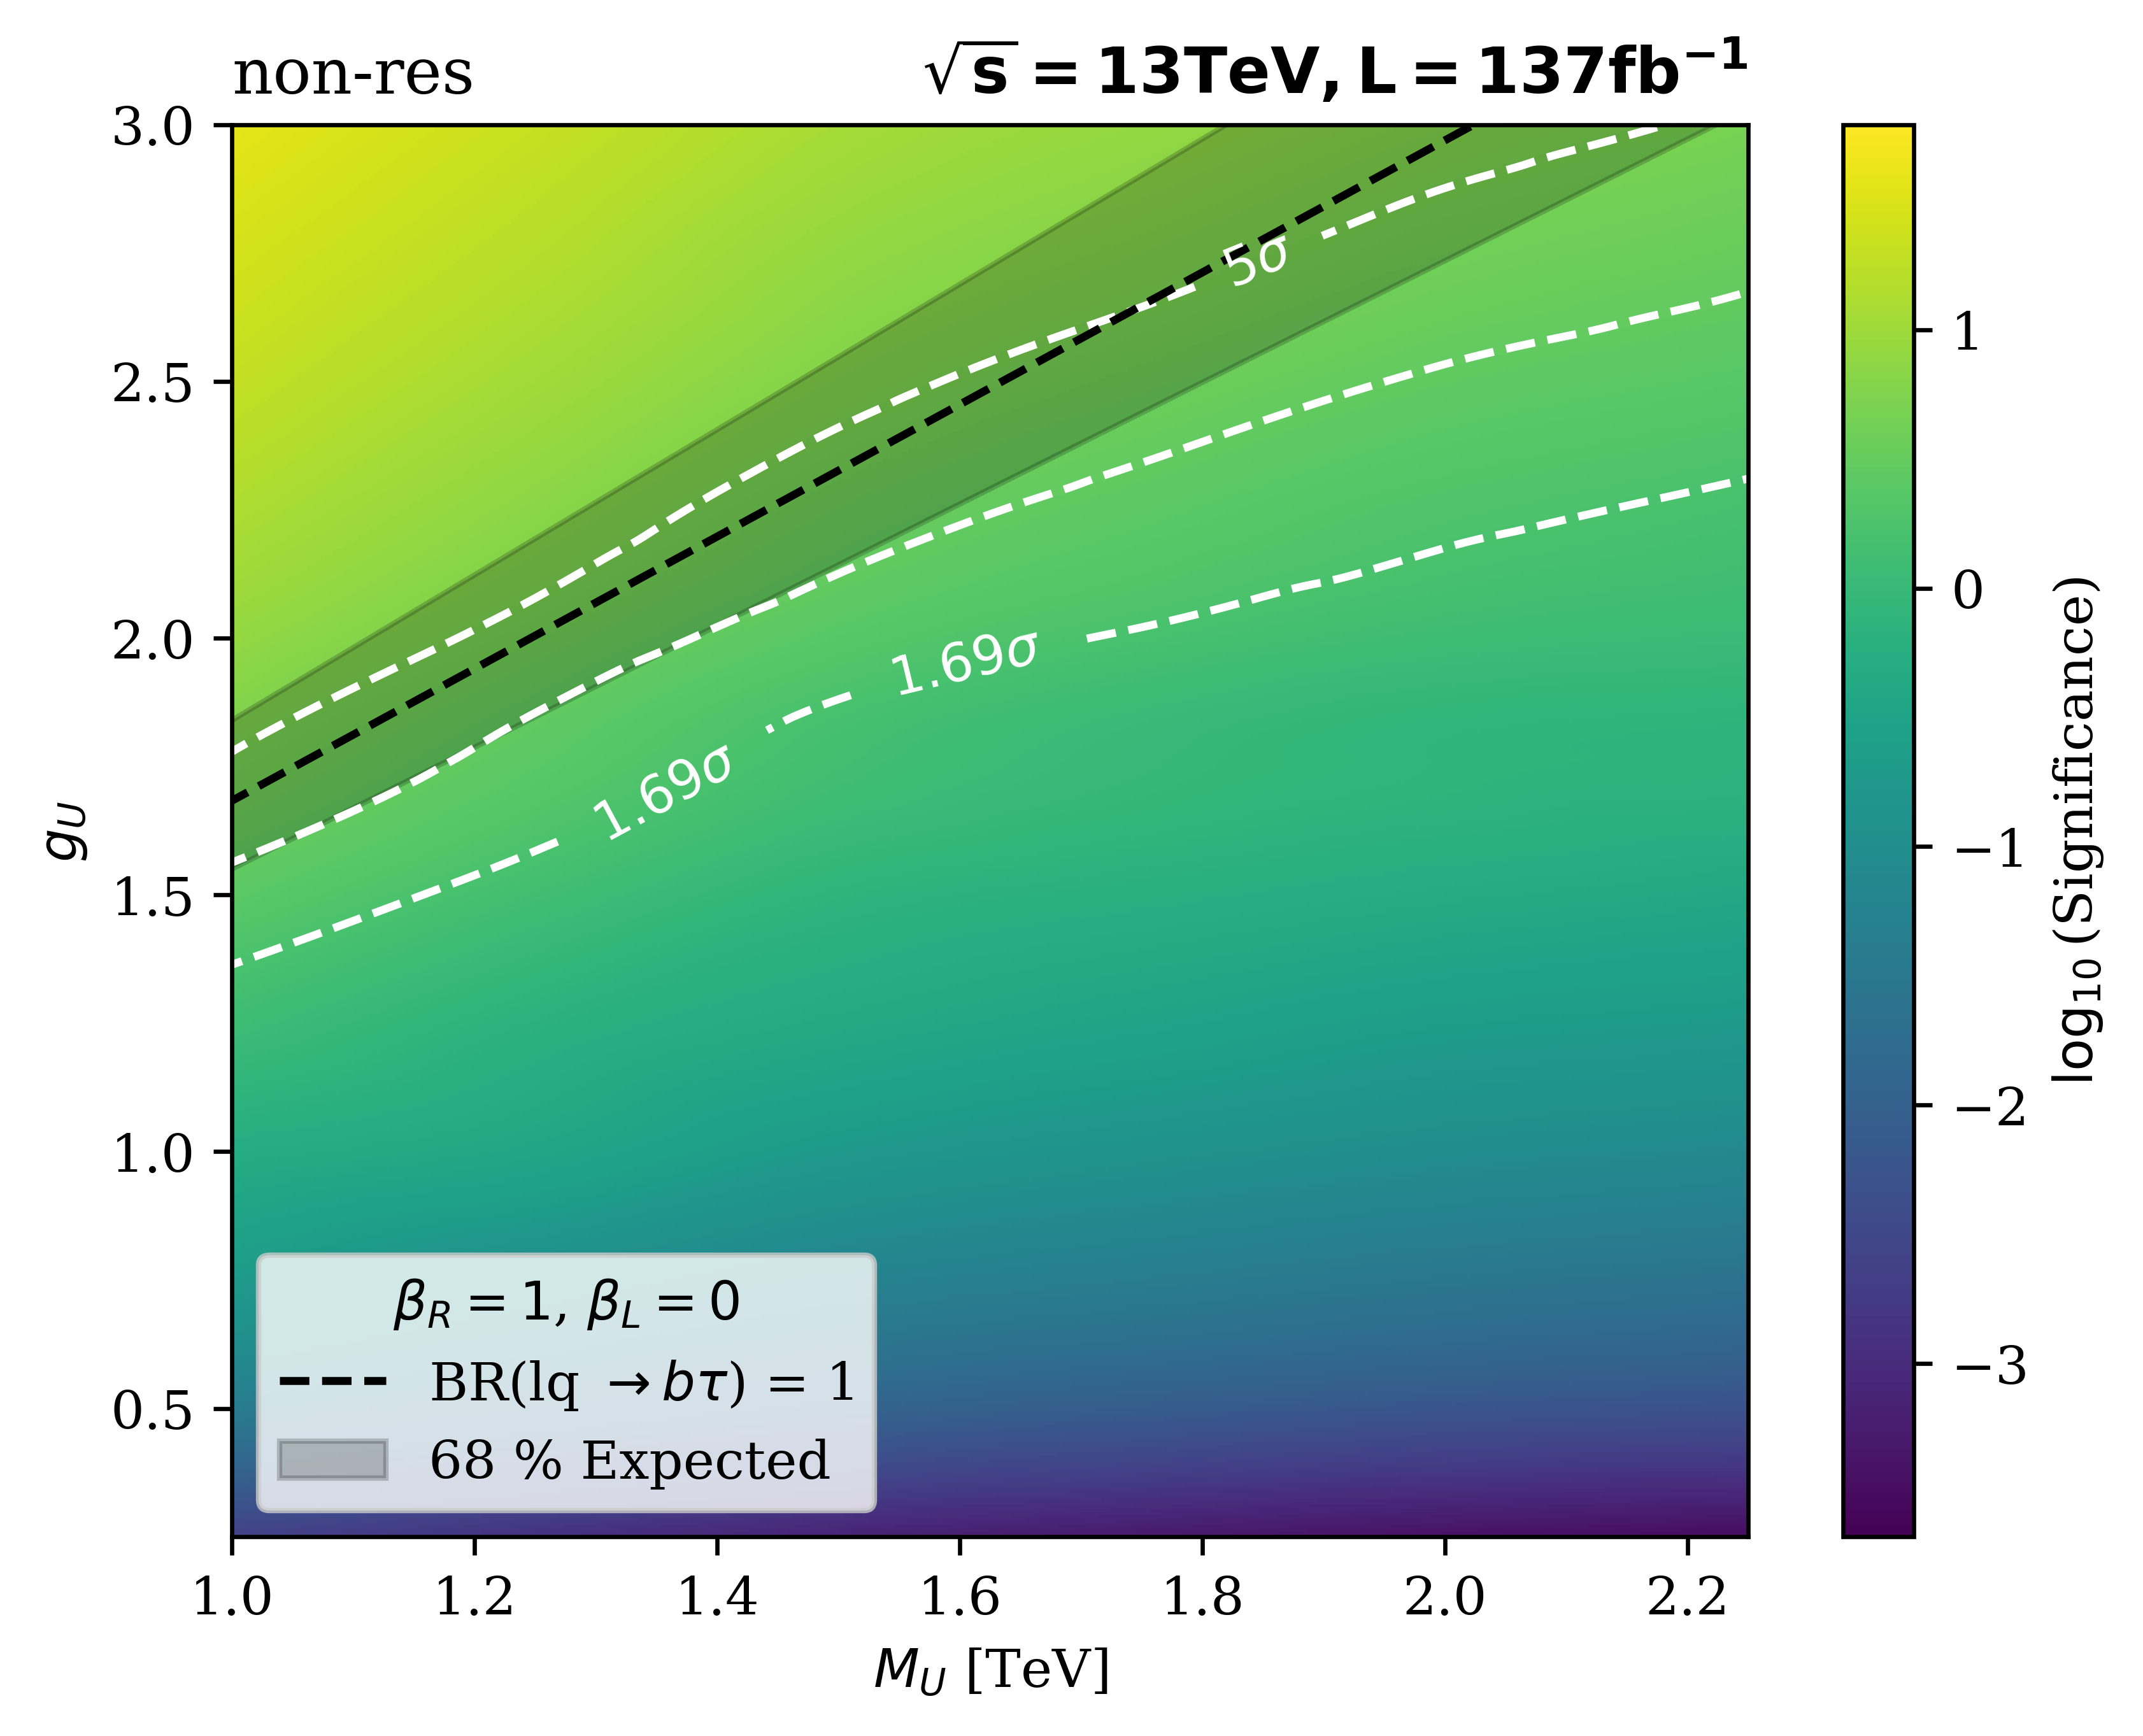 non-res
√s = 13TeV, L = 137fb⁻¹
3.0
2.5
2.0
1.5
1.0
0.5
g_U
5σ
1.69σ
1.69σ
β_R = 1, β_L = 0
BR(lq → bτ) = 1
68 % Expected
1.0 1.2 1.4 1.6 1.8 2.0 2.2
M_U [TeV]
1
0
−1
−2
−3
log₁₀ (Significance)